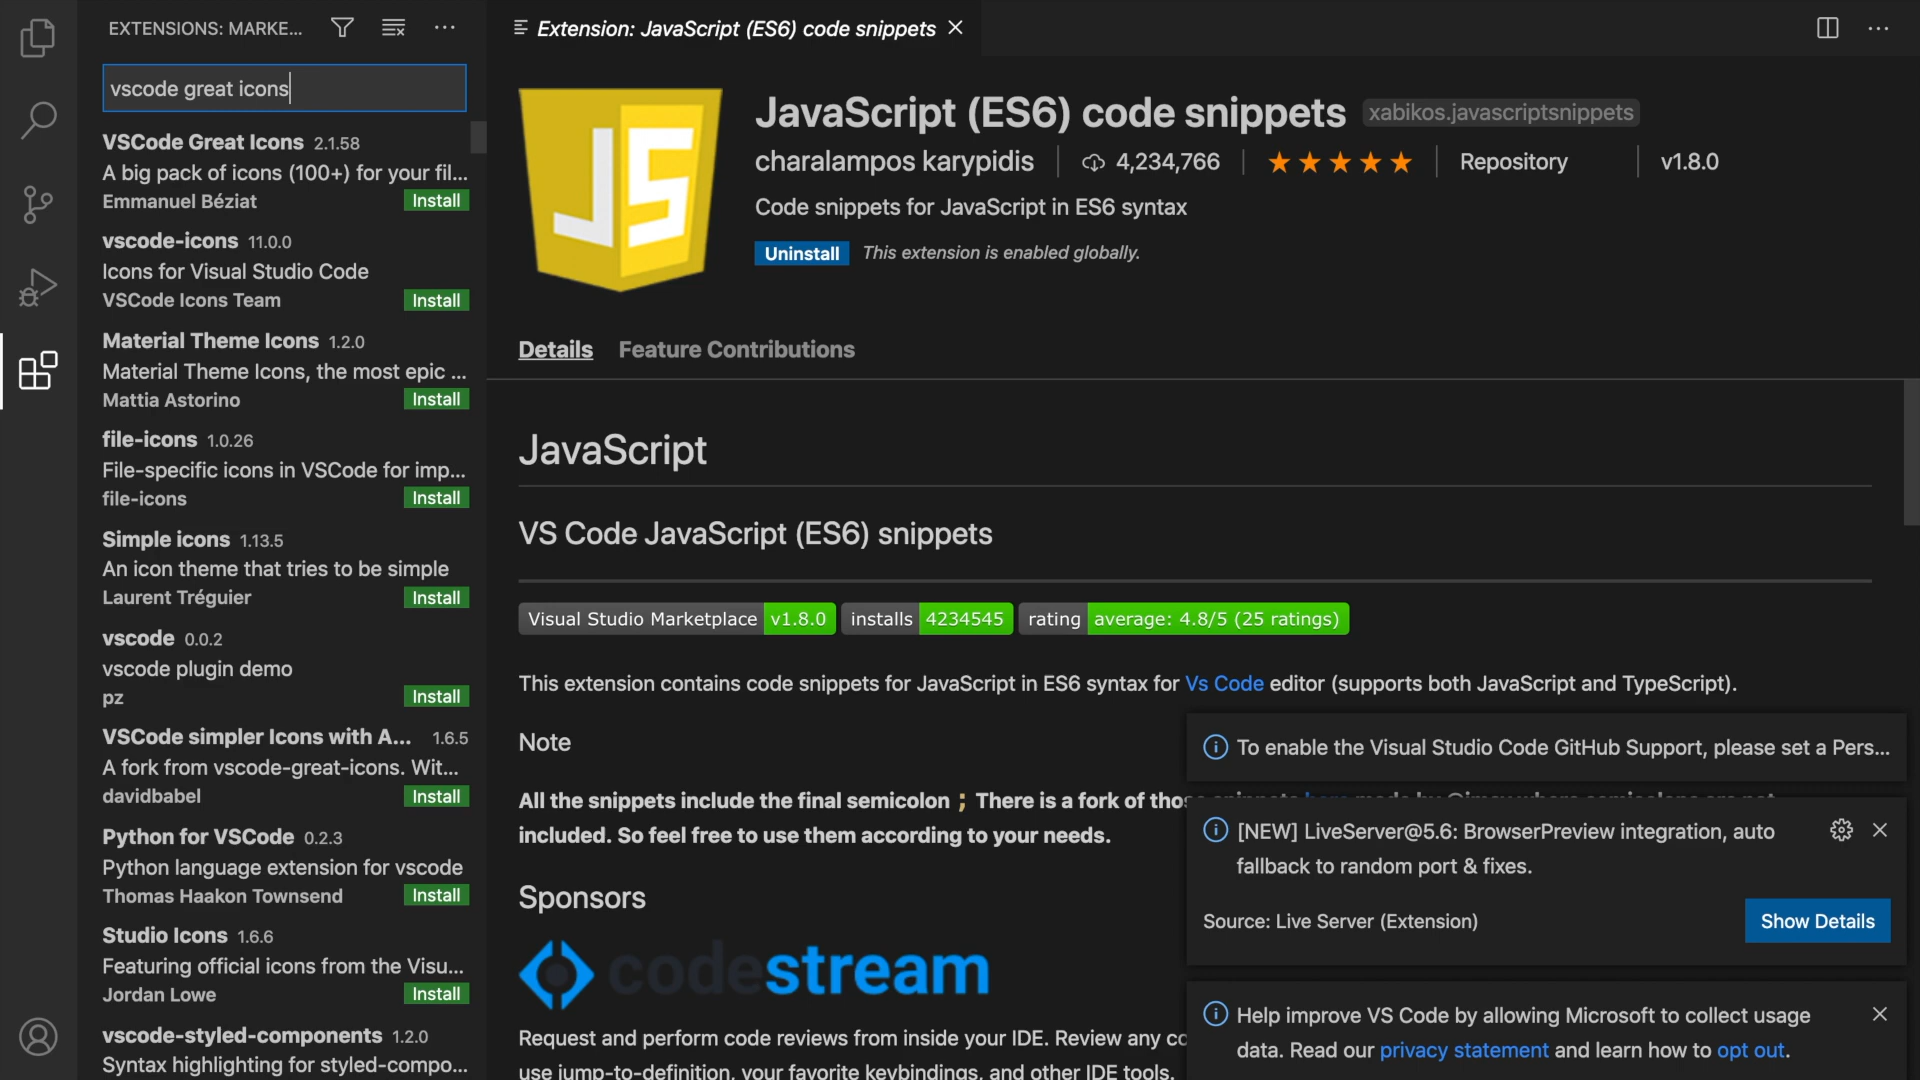 EXTENSIONS: MARKE...
vscode great icons
VSCode Great Icons 2.1.58
A big pack of icons (100+) for your fil...
Emmanuel Béziat Install
vscode-icons 11.0.0
Icons for Visual Studio Code
VSCode Icons Team Install
Material Theme Icons 1.2.0
Material Theme Icons, the most epic ...
Mattia Astorino Install
file-icons 1.0.26
File-specific icons in VSCode for imp...
file-icons Install
Simple icons 1.13.5
An icon theme that tries to be simple
Laurent Tréguier Install
vscode 0.0.2
vscode plugin demo
pz Install
VSCode simpler Icons with A... 1.6.5
A fork from vscode-great-icons. Wit...
davidbabel Install
Python for VSCode 0.2.3
Python language extension for vscode
Thomas Haakon Townsend Install
Studio Icons 1.6.6
Featuring official icons from the Visu...
Jordan Lowe Install
vscode-styled-components 1.2.0
Syntax highlighting for styled-compo...
Extension: JavaScript (ES6) code snippets
JS
JavaScript (ES6) code snippets xabikos.javascriptsnippets
charalampos karypidis 4,234,766 Repository v1.8.0
Code snippets for JavaScript in ES6 syntax
Uninstall This extension is enabled globally.
Details Feature Contributions
JavaScript
VS Code JavaScript (ES6) snippets
Visual Studio Marketplace v1.8.0 installs 4234545 rating average: 4.8/5 (25 ratings)
This extension contains code snippets for JavaScript in ES6 syntax for Vs Code editor (supports both JavaScript and TypeScript).
Note
All the snippets include the final semicolon ; There is a fork of
included. So feel free to use them according to your needs.
Sponsors
codestream
Request and perform code reviews from inside your IDE. Review any
use jump-to-definition, your favorite keybindings, and other IDE tools.
To enable the Visual Studio Code GitHub Support, please set a Pers...
[NEW] LiveServer@5.6: BrowserPreview integration, auto
fallback to random port & fixes.
Source: Live Server (Extension) Show Details
Help improve VS Code by allowing Microsoft to collect usage
data. Read our privacy statement and learn how to opt out.